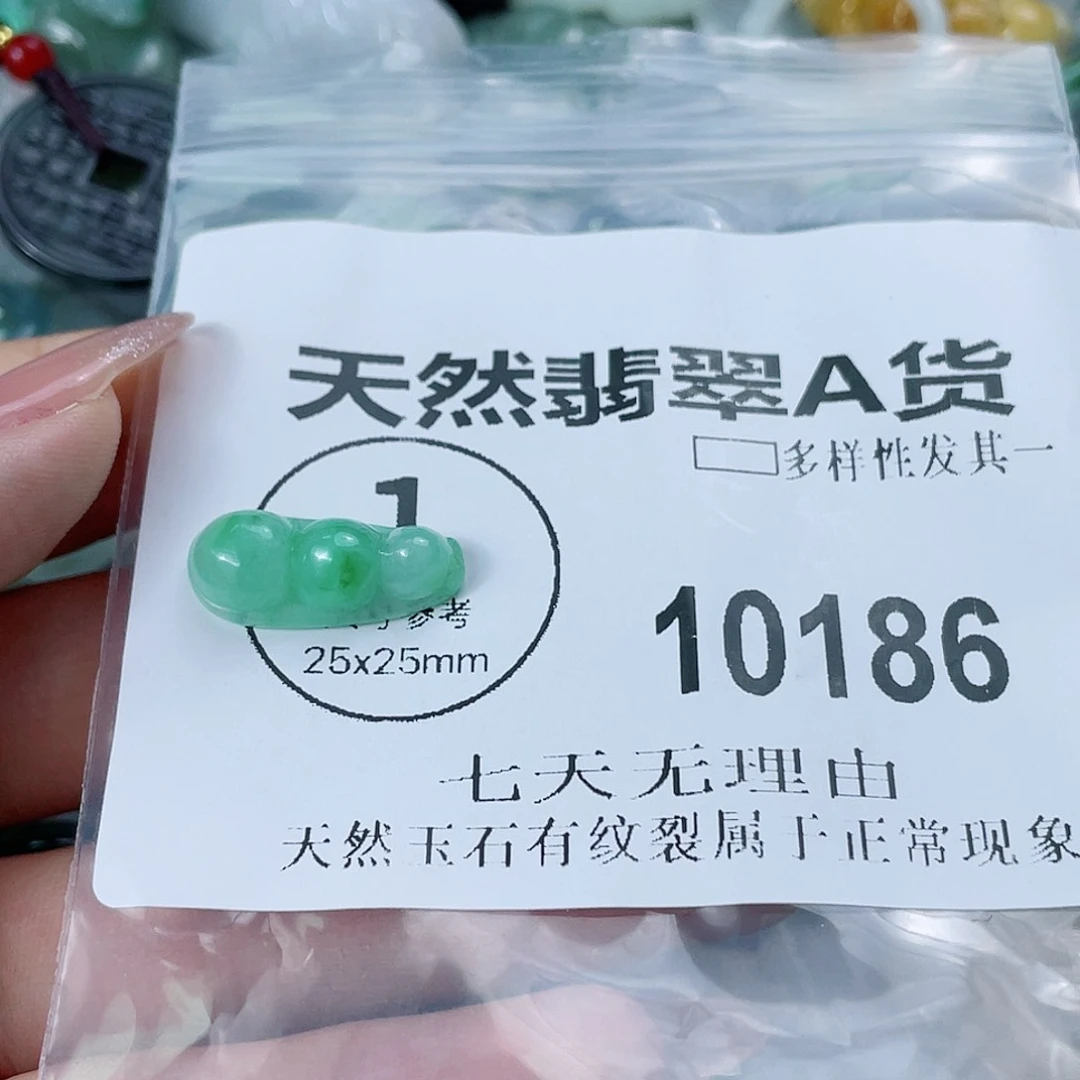 天然翡翠A货
多样性发其一
1
参考
25x25mm
10186
七天无理由
天然玉石有纹裂属于正常现象